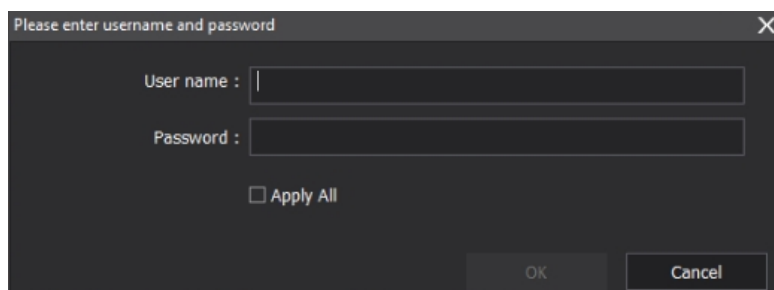 Please enter username and password
User name :
Password :
Apply All
OK Cancel